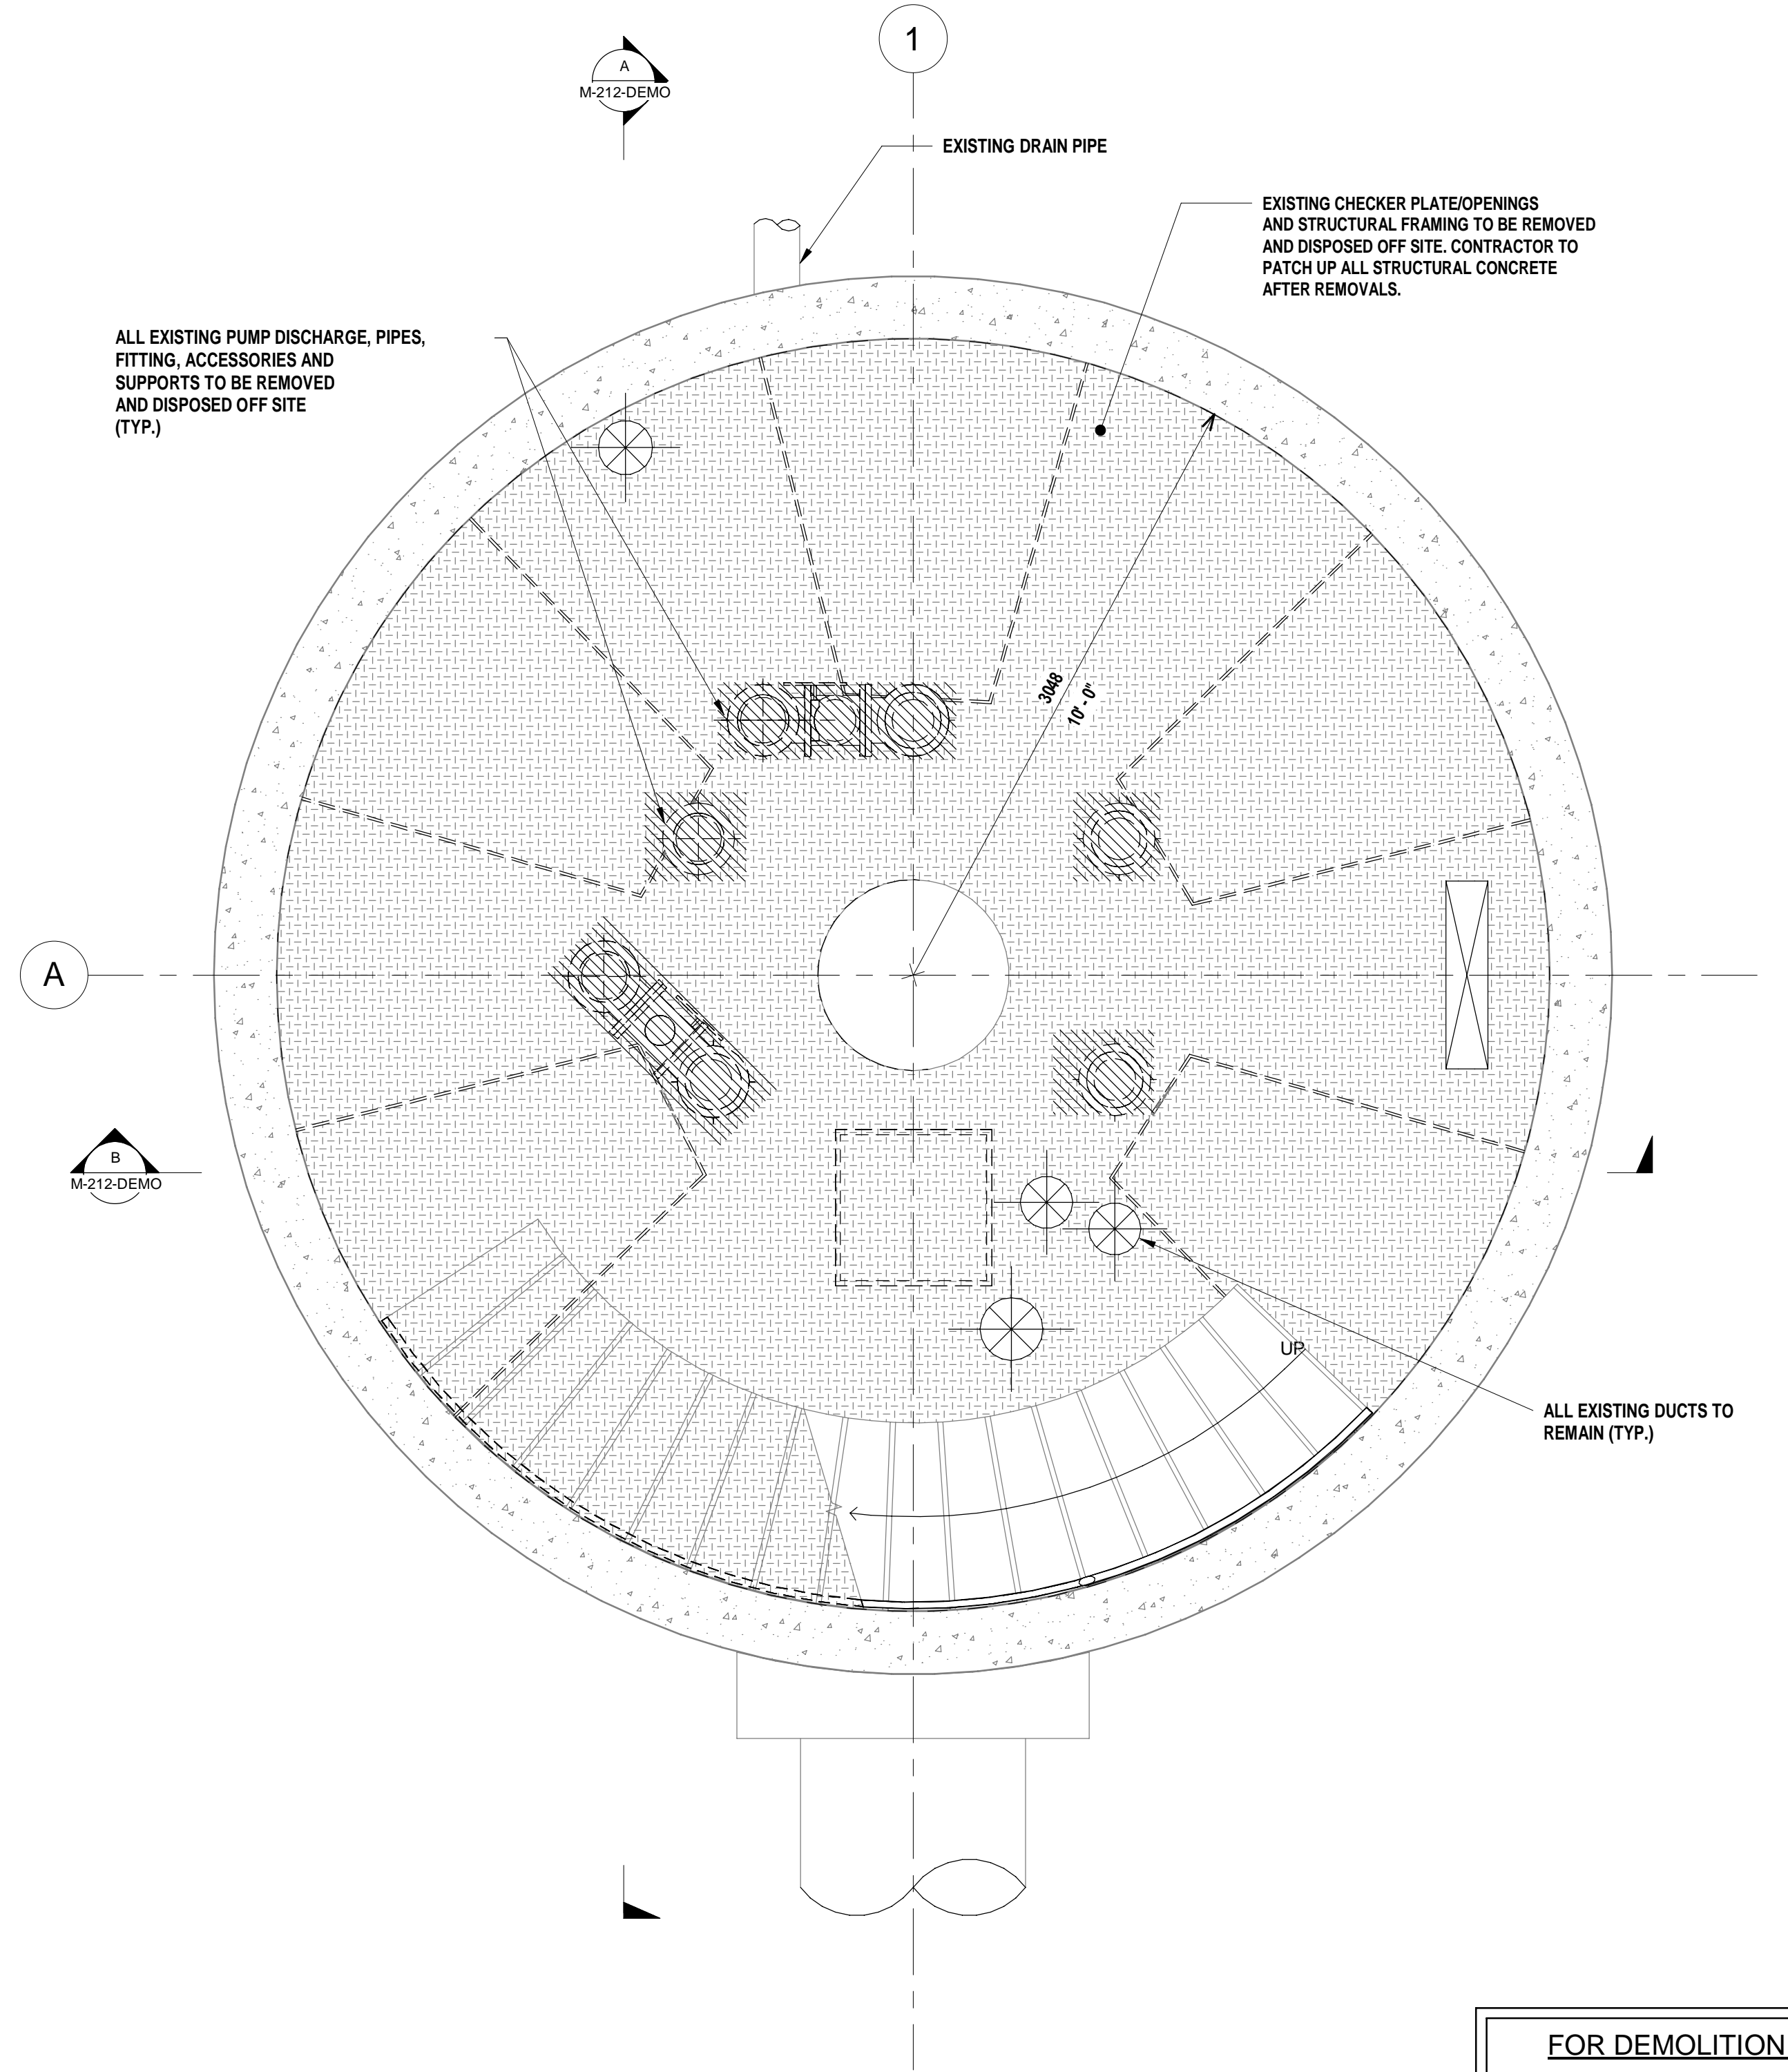 1
A
M-212-DEMO
EXISTING DRAIN PIPE
EXISTING CHECKER PLATE/OPENINGS
AND STRUCTURAL FRAMING TO BE REMOVED
AND DISPOSED OFF SITE. CONTRACTOR TO
PATCH UP ALL STRUCTURAL CONCRETE
AFTER REMOVALS.
ALL EXISTING PUMP DISCHARGE, PIPES,
FITTING, ACCESSORIES AND
SUPPORTS TO BE REMOVED
AND DISPOSED OFF SITE
(TYP.)
3048
10' - 0"
A
B
M-212-DEMO
UP
ALL EXISTING DUCTS TO
REMAIN (TYP.)
FOR DEMOLITION